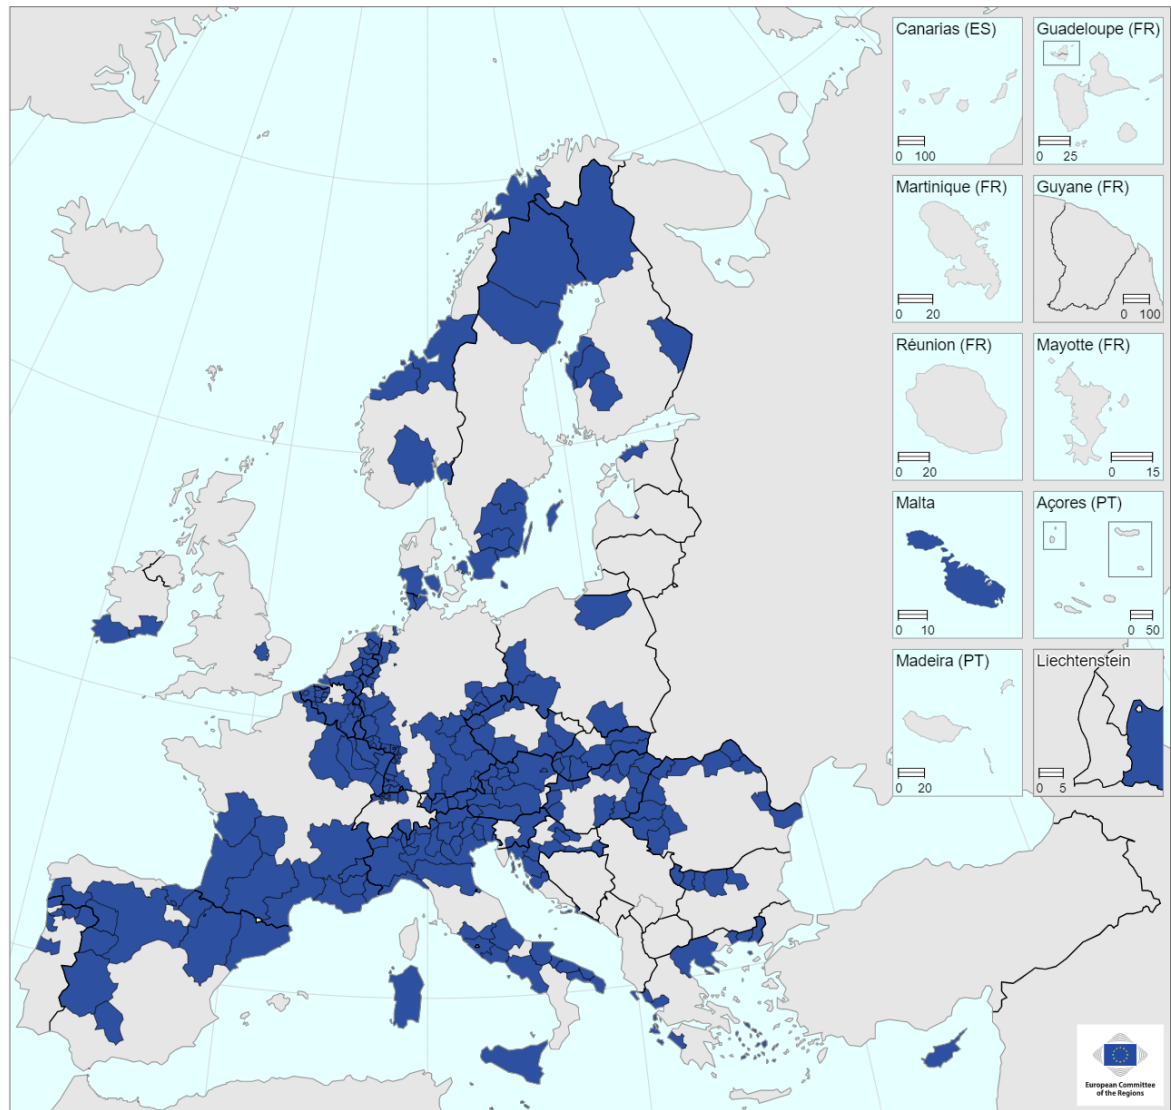 Canarias (ES)
0 100
Guadeloupe (FR)
0 25
Martinique (FR)
0 20
Guyane (FR)
0 100
Réunion (FR)
0 20
Mayotte (FR)
0 15
Malta
0 10
Açores (PT)
0 50
Madeira (PT)
0 20
Liechtenstein
0 5
European Committee
of the Regions